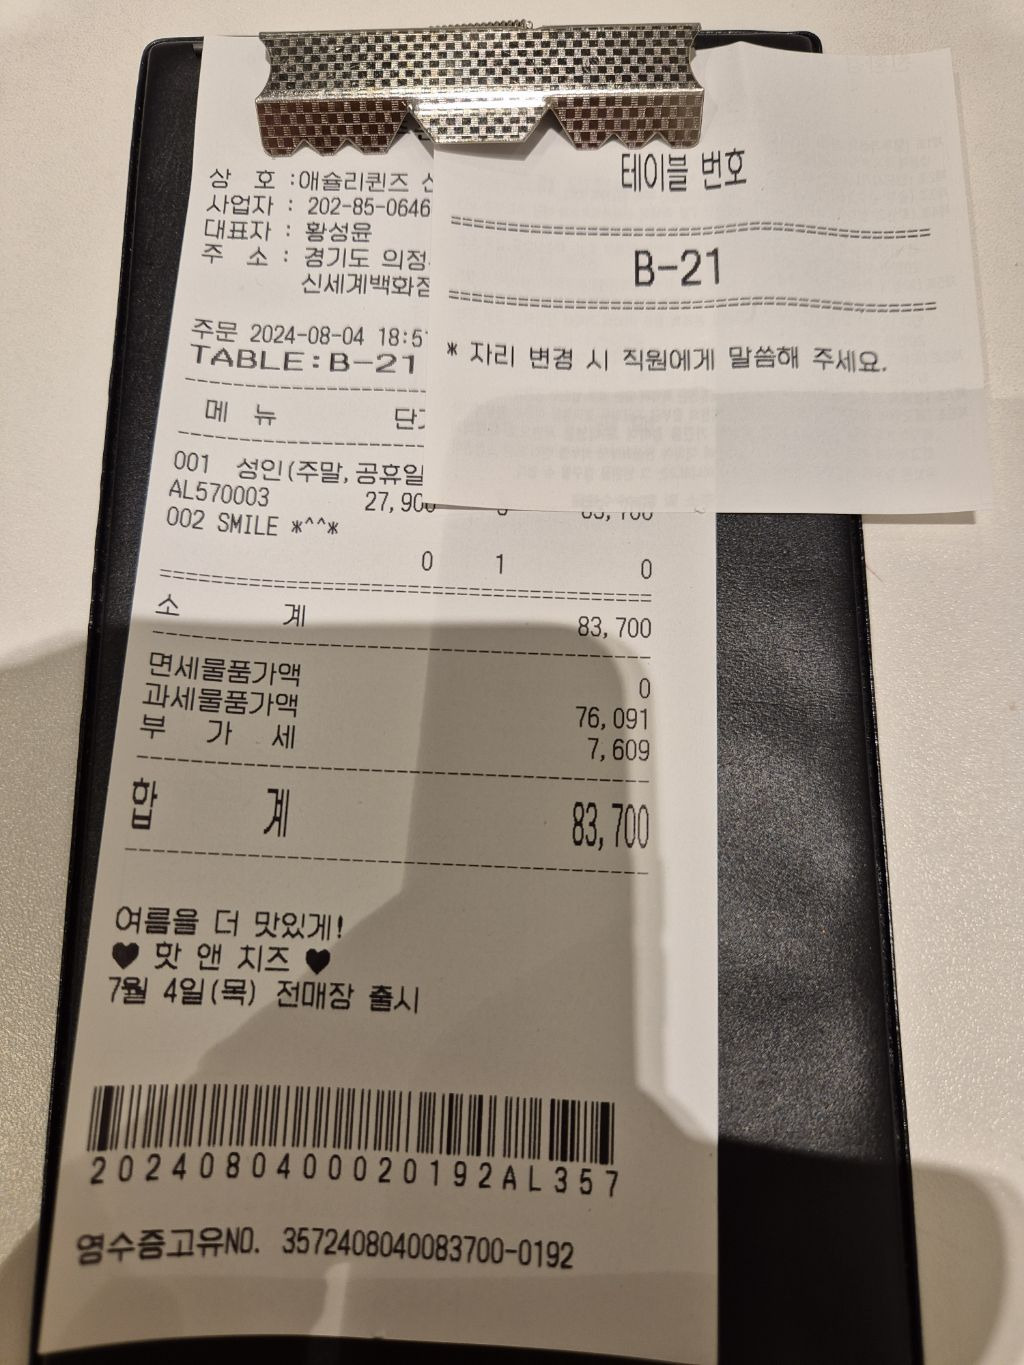 상 호 :애슐리퀸즈
사업자 : 202-85-0646
대표자 : 황성윤
주 소 : 경기도 의정
신세계백화점
주문 2024-08-04 18:5
TABLE:B-21
메 뉴 단
001 성인(주말,공휴일
AL570003 27,900 83,700
002 SMILE *^^*
0 1 0
소 계 83,700
면세물품가액 0
과세물품가액 76,091
부 가 세 7,609
합 계 83,700
여름을 더 맛있게!
♥ 핫 앤 치즈 ♥
7월 4일(목) 전매장 출시
2024080400020192AL357
영수증고유NO. 3572408040083700-0192
테이블 번호
B-21
* 자리 변경 시 직원에게 말씀해 주세요.